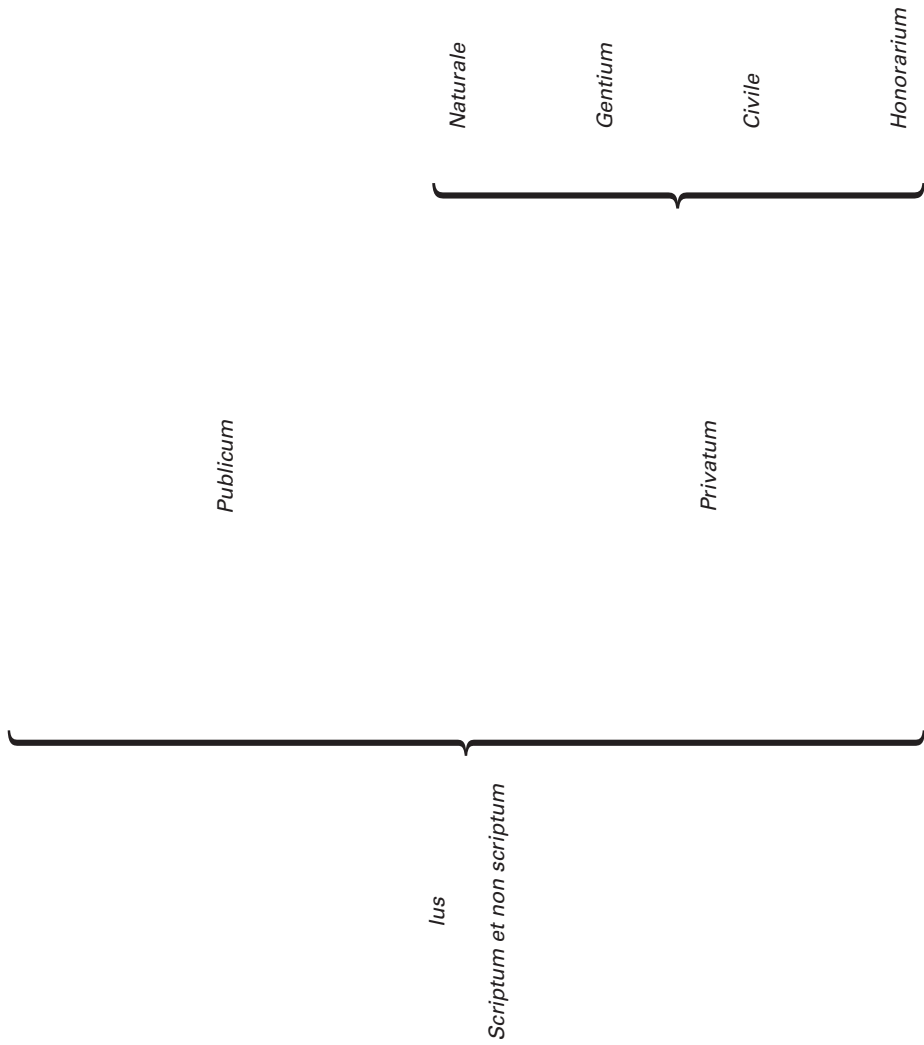 Ius
Scriptum et non scriptum
Publicum
Privatum
Naturale
Gentium
Civile
Honorarium